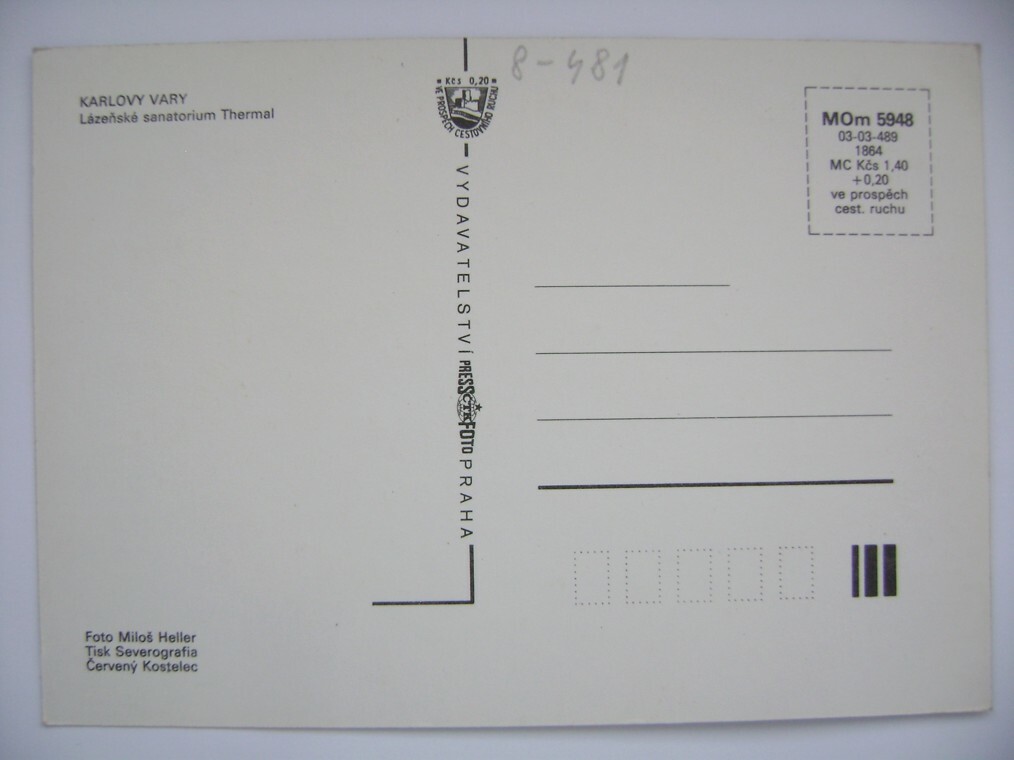 8-481
KARLOVY VARY
Lázeňské sanatorium Thermal
Kčs 0,20
VE PROSPĚCH CESTOVNÍHO RUCHU
MOm 5948
03-03-489
1864
MC Kčs 1,40
+0,20
ve prospěch
cest. ruchu
VYDAVATELSTVÍ PRESSFOTO PRAHA
ČTK
Foto Miloš Heller
Tisk Severografia
Červený Kostelec